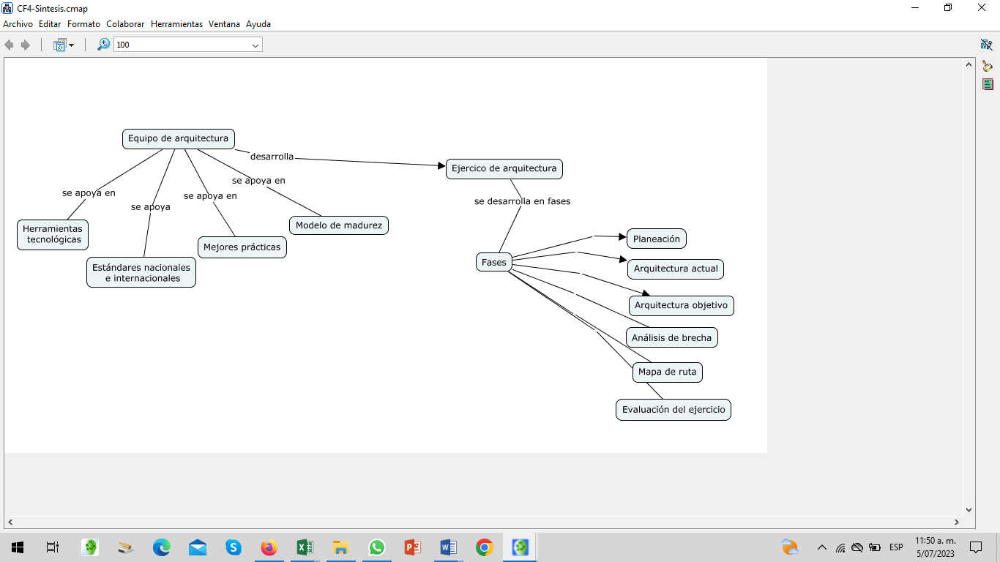 CF4-Sintesis.cmap
Archivo Editar Formato Colaborar Herramientas Ventana Ayuda
100
Equipo de arquitectura
desarrolla
Ejercico de arquitectura
se apoya en
se apoya
se apoya en
se apoya en
se desarrolla en fases
Herramientas
tecnológicas
Estándares nacionales
e internacionales
Mejores prácticas
Modelo de madurez
Fases
Planeación
Arquitectura actual
Arquitectura objetivo
Análisis de brecha
Mapa de ruta
Evaluación del ejercicio
ESP
11:50 a. m.
5/07/2023